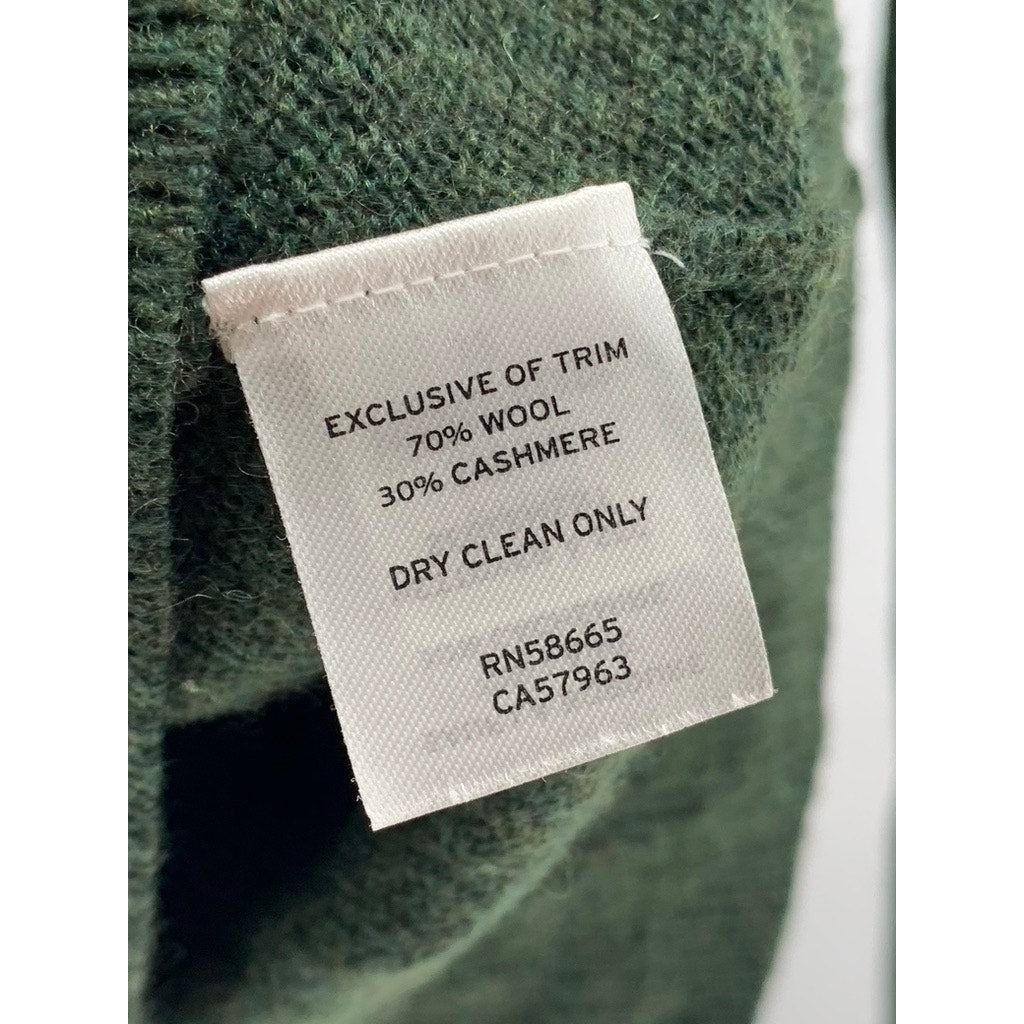 EXCLUSIVE OF TRIM
70% WOOL
30% CASHMERE
DRY CLEAN ONLY
RN58665
CA57963